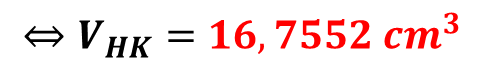 ⇔ V_HK = 16,7552 cm³